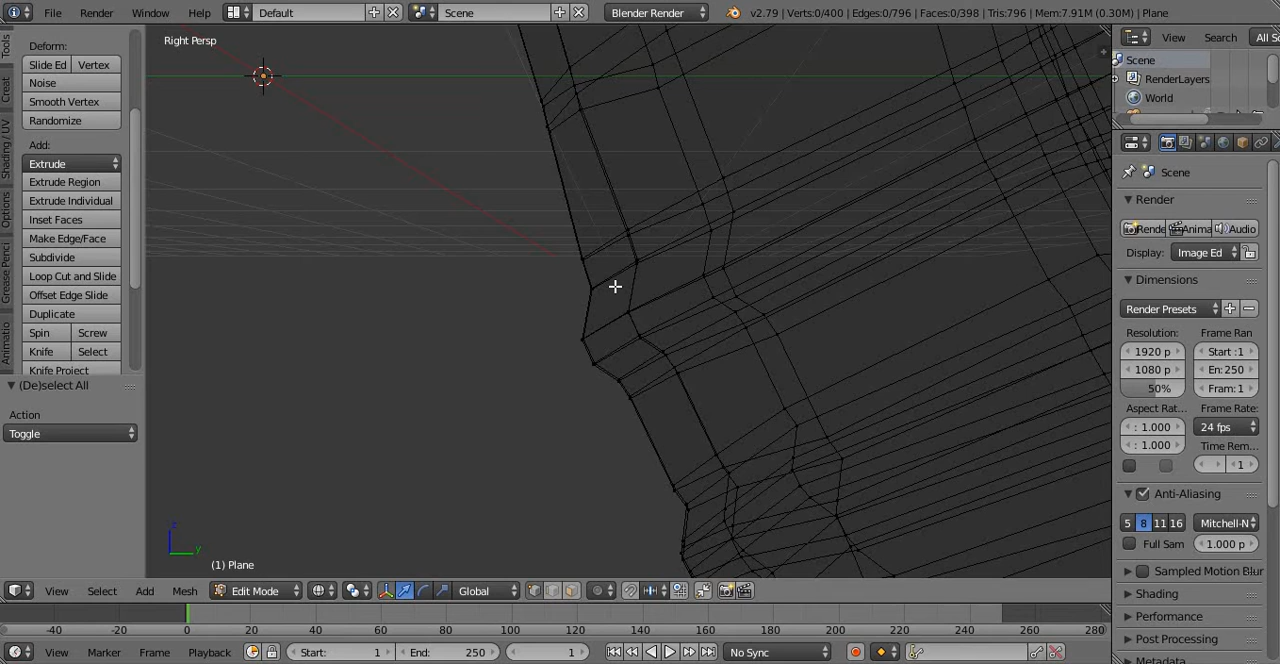 File Render Window Help Default Scene Blender Render v2.79 | Verts:0/400 | Edges:0/796 | Faces:0/398 | Tris:796 | Mem:7.91M (0.30M) | Plane
Tools
Creat
Shading / UV
Options
Grease Penci
Animatio
Deform:
Slide Ed Vertex
Noise
Smooth Vertex
Randomize
Add:
Extrude
Extrude Region
Extrude Individual
Inset Faces
Make Edge/Face
Subdivide
Loop Cut and Slide
Offset Edge Slide
Duplicate
Spin Screw
Knife Select
Knife Project
(De)select All
Action
Toggle
Right Persp
z
y
(1) Plane
View Select Add Mesh Edit Mode Global
-40 -20 0 20 40 60 80 100 120 140 160 180 200 220 240 260 280
View Marker Frame Playback Start: 1 End: 250 1 No Sync
View Search All Sc
Scene
RenderLayers
World
Scene
Render
Rende Anima Audio
Display: Image Ed
Dimensions
Render Presets
Resolution: Frame Ran
1920 p Start :1
1080 p En: 250
50% Fram: 1
Aspect Rat... Frame Rate:
: 1.000 24 fps
: 1.000 Time Rem...
1
Anti-Aliasing
5 8 11 16 Mitchell-N
Full Sam 1.000 p
Sampled Motion Blur
Shading
Performance
Post Processing
Metadata